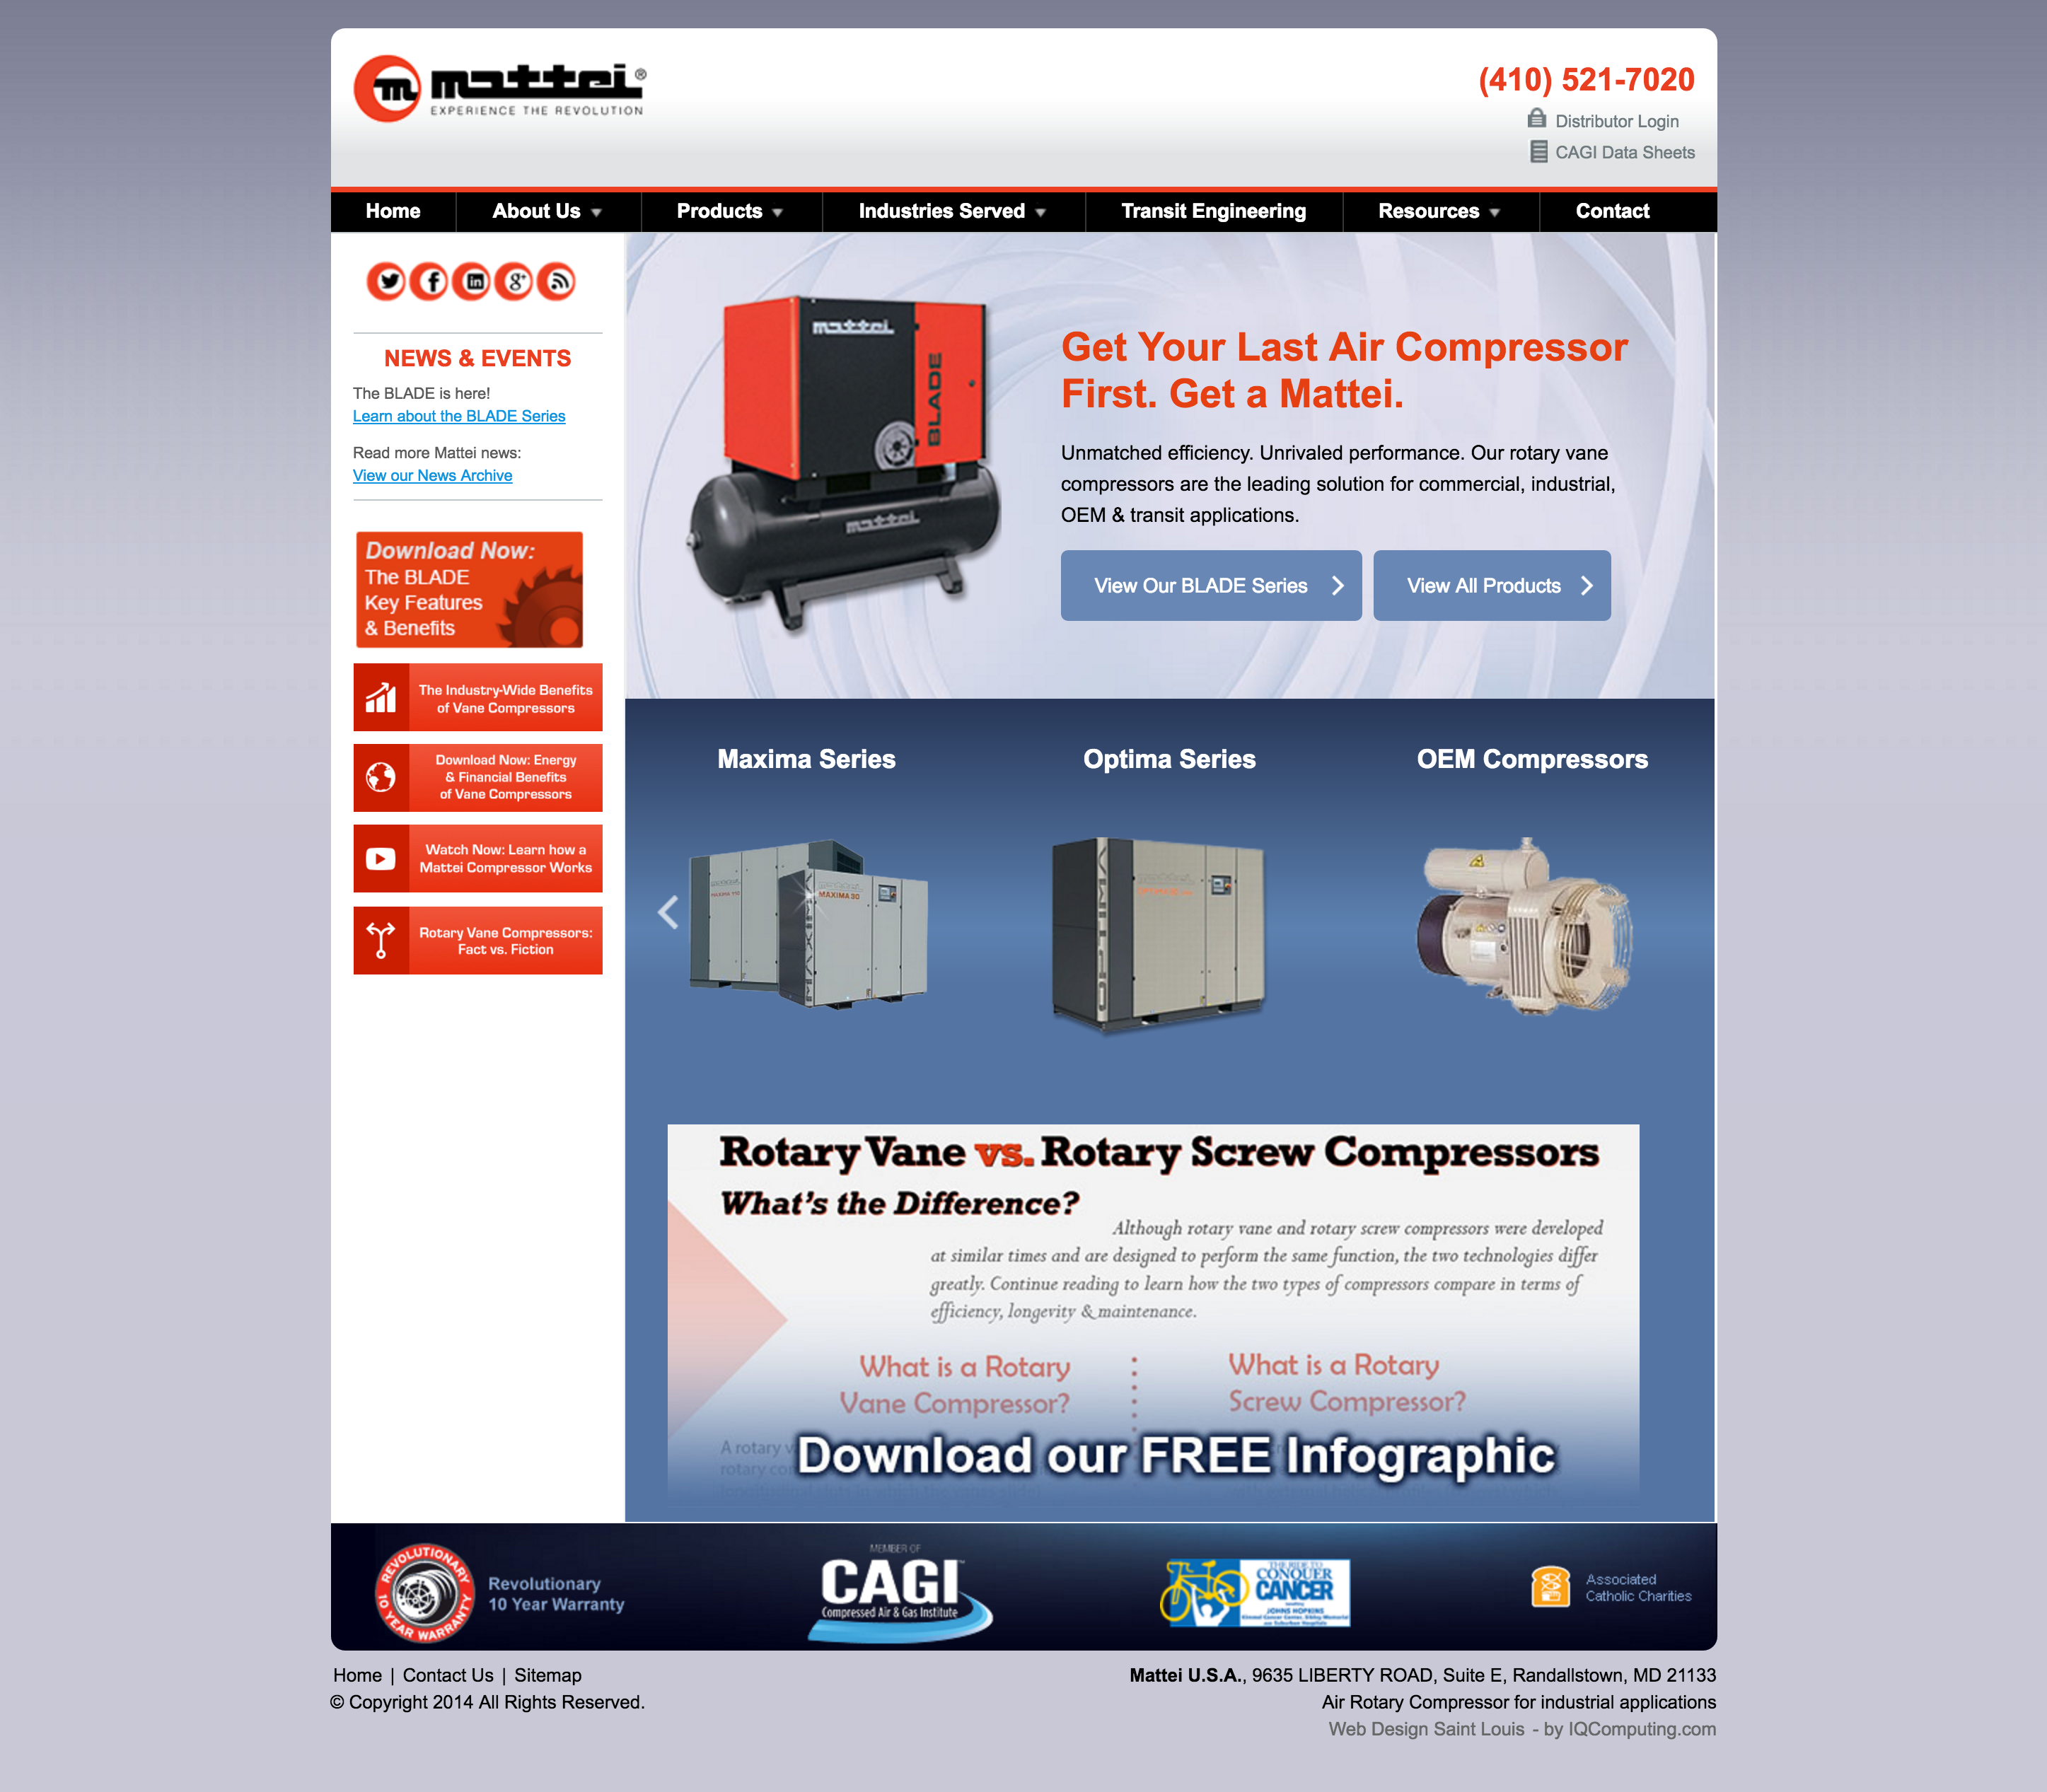 mattei®
EXPERIENCE THE REVOLUTION
(410) 521-7020
Distributor Login
CAGI Data Sheets
Home
About Us
Products
Industries Served
Transit Engineering
Resources
Contact
NEWS & EVENTS
The BLADE is here!
Learn about the BLADE Series
Read more Mattei news:
View our News Archive
Download Now:
The BLADE
Key Features
& Benefits
The Industry-Wide Benefits
of Vane Compressors
Download Now: Energy
& Financial Benefits
of Vane Compressors
Watch Now: Learn how a
Mattei Compressor Works
Rotary Vane Compressors:
Fact vs. Fiction
mattei
BLADE
mattei
Get Your Last Air Compressor
First. Get a Mattei.
Unmatched efficiency. Unrivaled performance. Our rotary vane
compressors are the leading solution for commercial, industrial,
OEM & transit applications.
View Our BLADE Series
View All Products
Maxima Series
Optima Series
OEM Compressors
MAXIMA
Rotary Vane vs. Rotary Screw Compressors
What's the Difference?
Although rotary vane and rotary screw compressors were developed
at similar times and are designed to perform the same function, the two technologies differ
greatly. Continue reading to learn how the two types of compressors compare in terms of
efficiency, longevity & maintenance.
What is a Rotary
Vane Compressor?
What is a Rotary
Screw Compressor?
Download our FREE Infographic
REVOLUTIONARY
10 YEAR WARRANTY
Revolutionary
10 Year Warranty
MEMBER OF
CAGI
Compressed Air & Gas Institute
THE RIDE TO
CONQUER
CANCER
JOHNS HOPKINS
Associated
Catholic Charities
Home | Contact Us | Sitemap
© Copyright 2014 All Rights Reserved.
Mattei U.S.A., 9635 LIBERTY ROAD, Suite E, Randallstown, MD 21133
Air Rotary Compressor for industrial applications
Web Design Saint Louis - by IQComputing.com